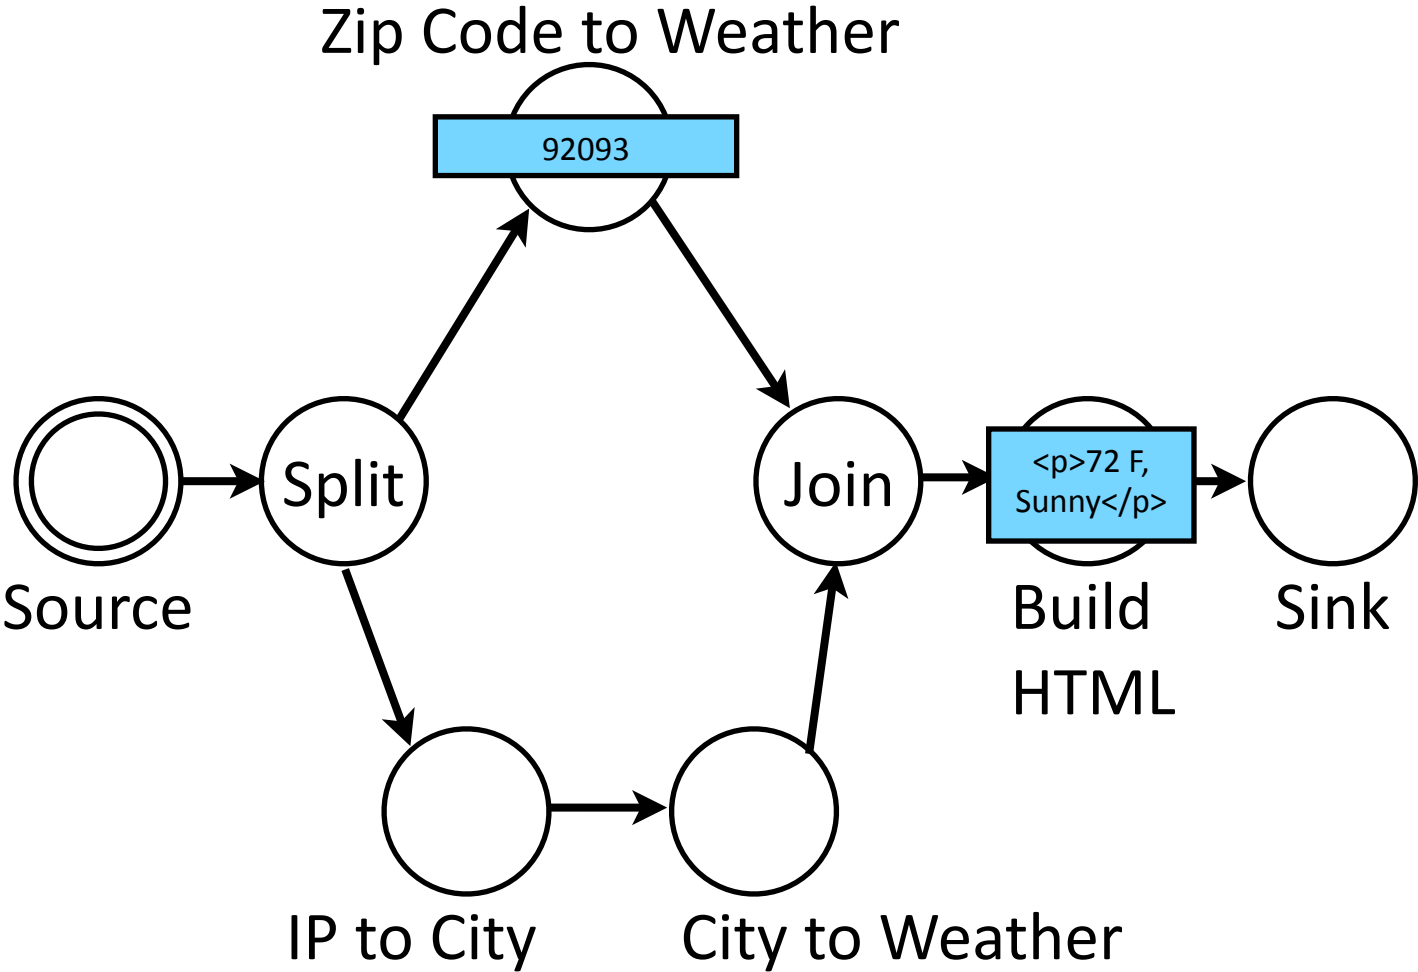 Zip Code to Weather
92093
Split
Join
<p>72 F,
Sunny</p>
Source
Build
HTML
Sink
IP to City
City to Weather